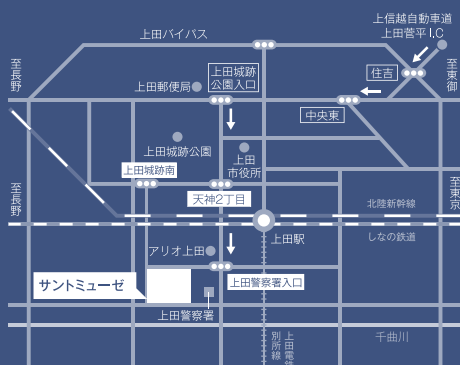 上信越自動車道
上田菅平I.C
上田バイパス
至長野
上田城跡
公園入口
住吉
至東御
上田郵便局
中央東
上田城跡公園
上田
市役所
上田城跡南
至長野
天神2丁目
至東京
北陸新幹線
上田駅
しなの鉄道
アリオ上田
サントミューゼ
上田警察署入口
上田警察署
上田電鉄
別所線
千曲川